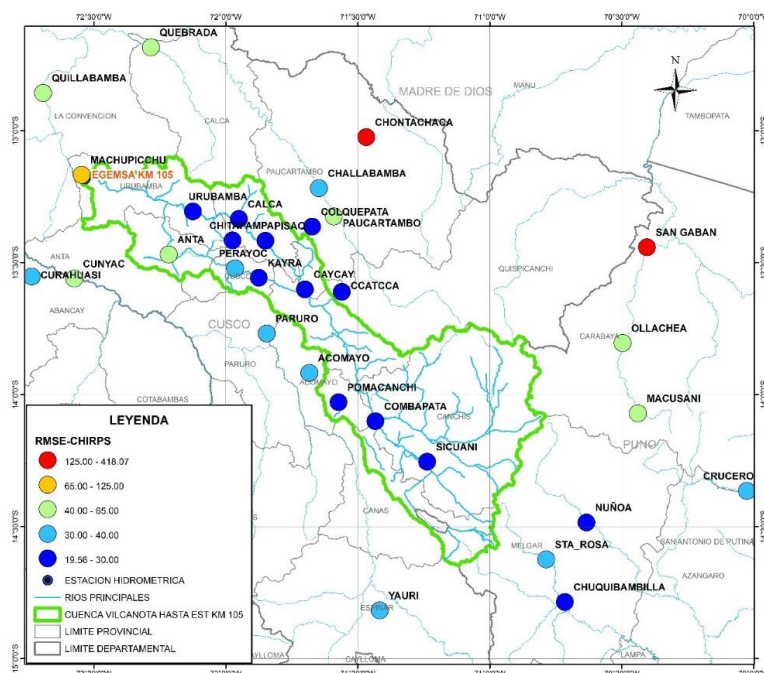 72°30'0"W 72°0'0"W 71°30'0"W 71°0'0"W 70°30'0"W 70°0'0"W
QUEBRADA
N
QUILLABAMBA
MADRE DE DIOS
MANU
LA CONVENCION
TAMBOPATA
CALCA
CHONTACHACA
MACHUPICCHU
PAUCARTAMBO
EGEMSA KM 105
CHALLABAMBA
URUBAMBA
URUBAMBA
CALCA
COLQUEPATA
CHITAPAMPA
PISAC
PAUCARTAMBO
SAN GABAN
ANTA
ANTA
PERAYOC
CUNYAC
KAYRA
QUISPICANCHI
CURAHUASI
CUSCO
CAYCAY
CCATCCA
ABANCAY
CUSCO
PARURO
OLLACHEA
CARABAYA
PARURO
ACOMAYO
ACOMAYO
POMACANCHI
MACUSANI
COTABAMBAS
COMBAPATA
CANCHIS
PUNO
SICUANI
CRUCERO
CANAS
NUÑOA
MELGAR
STA_ROSA
SAN ANTONIO DE PUTINA
AZANGARO
YAURI
ESPINAR
CHUQUIBAMBILLA
CAYLLOMA
LAMPA
LEYENDA
RMSE-CHIRPS
125.00 - 418.07
65.00 - 125.00
40.00 - 65.00
30.00 - 40.00
19.56 - 30.00
ESTACION HIDROMETRICA
RIOS PRINCIPALES
CUENCA VILCANOTA HASTA EST KM 105
LIMITE PROVINCIAL
LIMITE DEPARTAMENTAL